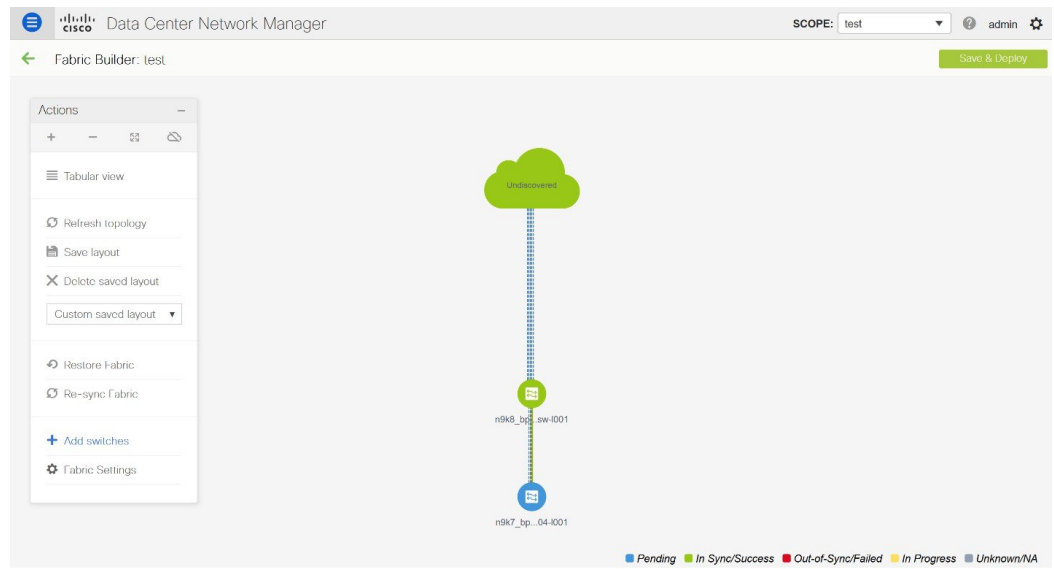 cisco Data Center Network Manager SCOPE: test admin
Fabric Builder: test Save & Deploy
Actions
Tabular view
Refresh topology
Save layout
Delete saved layout
Custom saved layout
Restore Fabric
Re-sync Fabric
Add switches
Fabric Settings
Undiscovered
n9k8_bp...sw-l001
n9k7_bp...04-l001
Pending In Sync/Success Out-of-Sync/Failed In Progress Unknown/NA